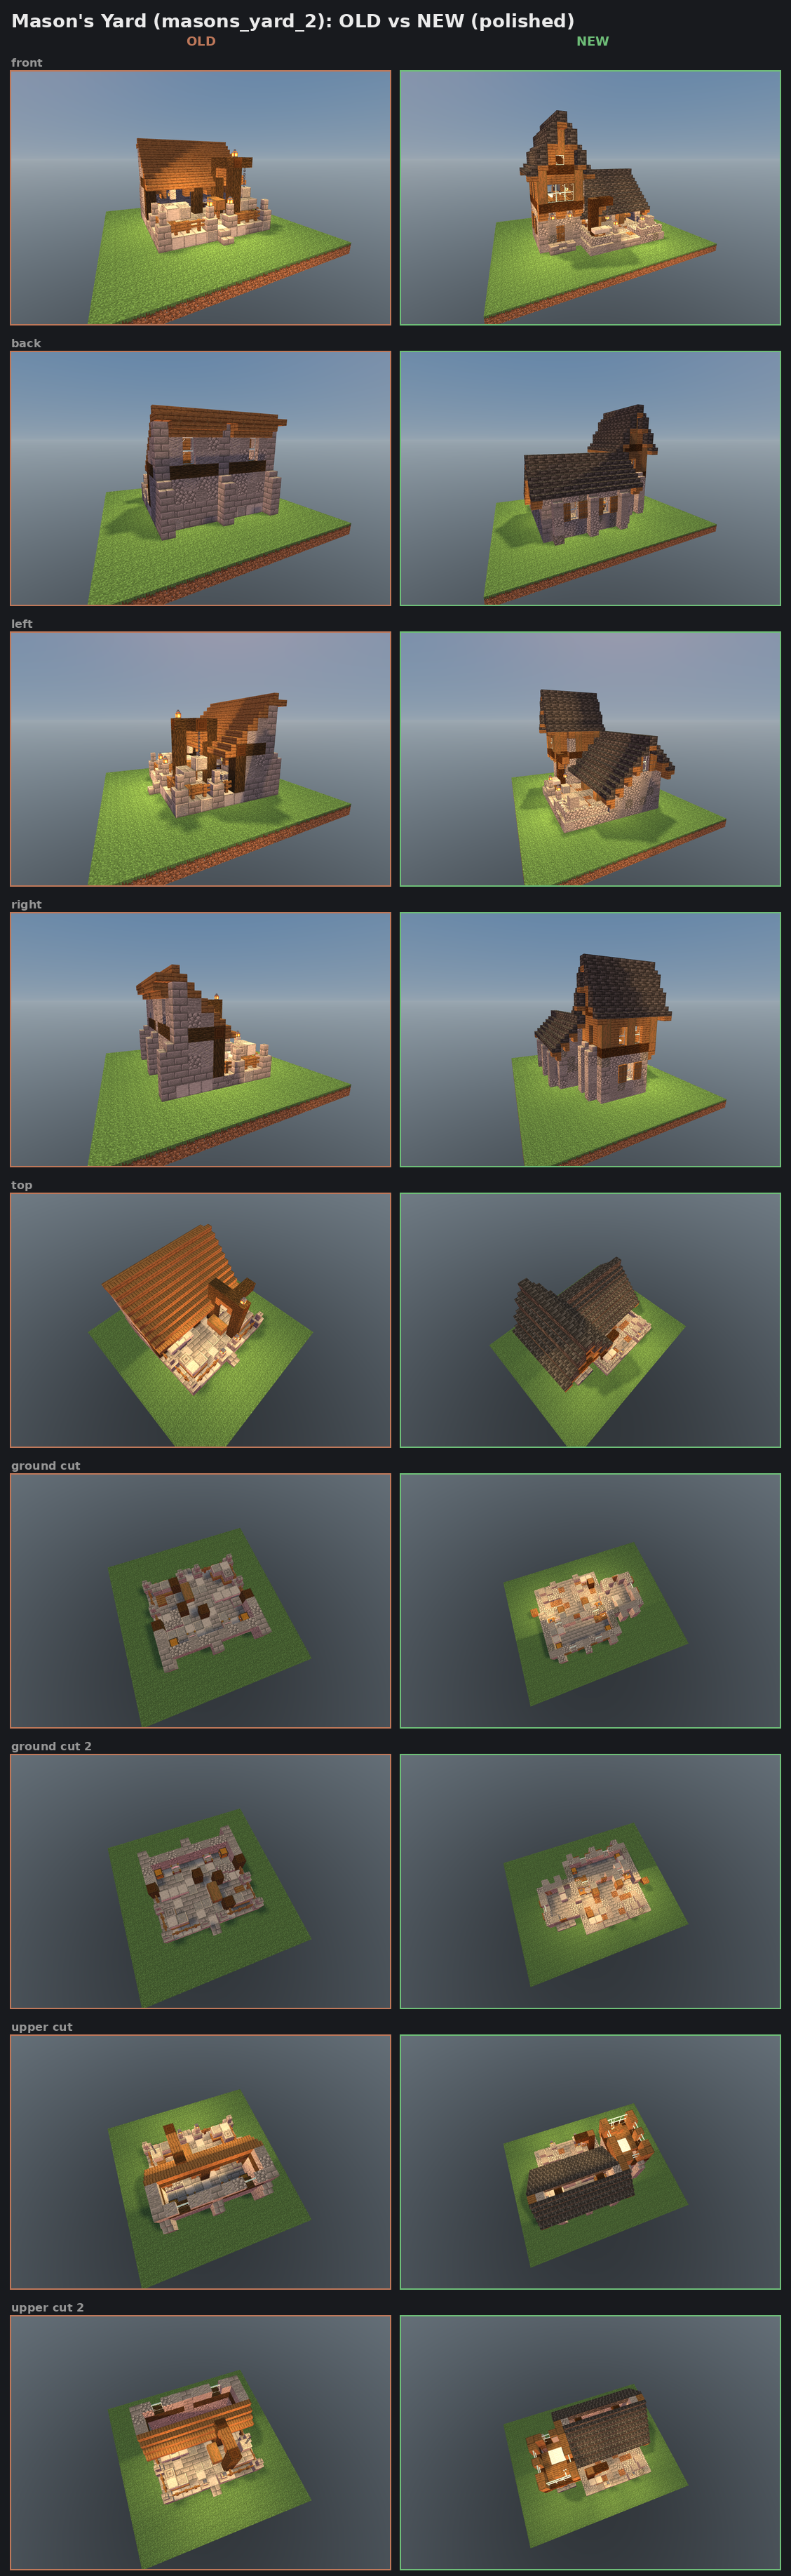 Mason's Yard (masons_yard_2): OLD vs NEW (polished)
OLD NEW
front
back
left
right
top
ground cut
ground cut 2
upper cut
upper cut 2